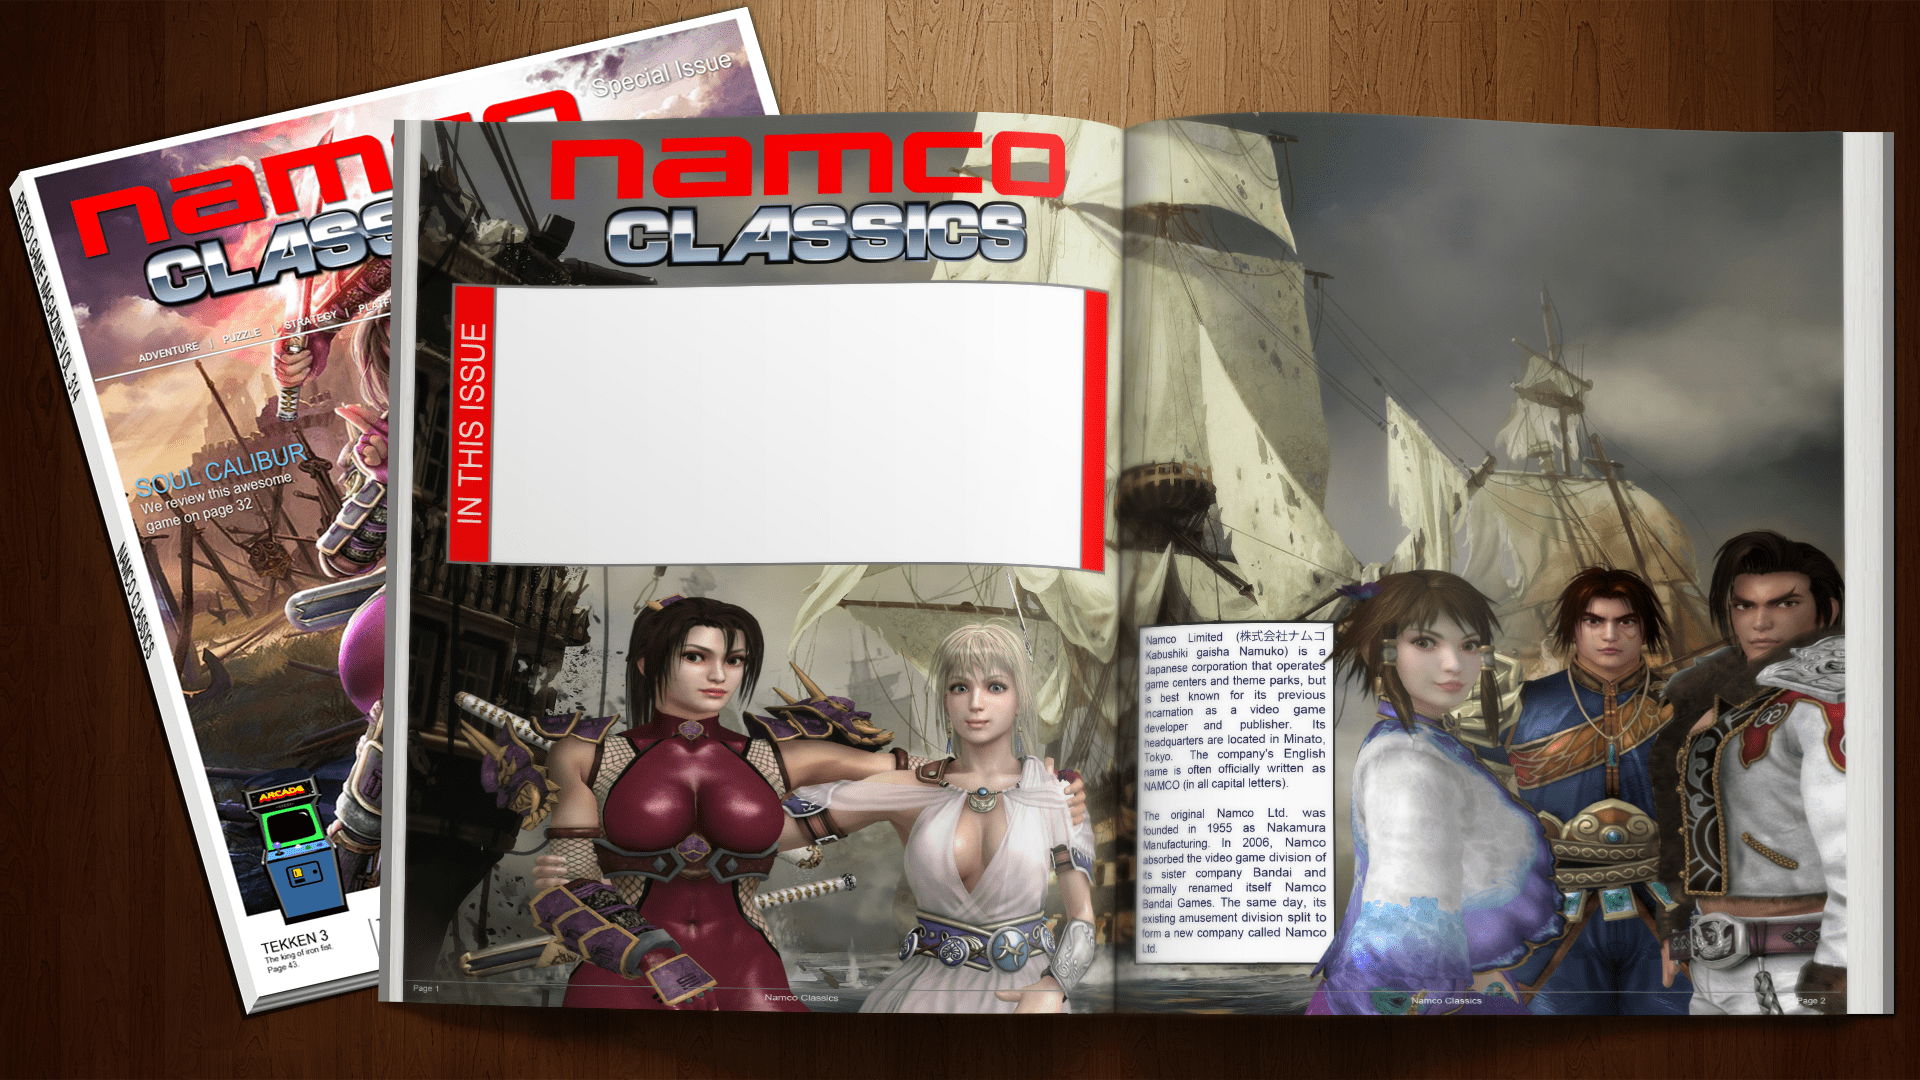 Special Issue
namco
CLASS
ADVENTURE | PUZZLE | STRATEGY |
RETRO GAME MAGAZINE VOL. 314
NAMCO CLASSICS
SOUL CALIBUR
We review this awesome
game on page 32
ARCADE
TEKKEN 3
The king of iron fist.
Page 43.
namco
CLASSICS
IN THIS ISSUE
Page 1
Namco Classics
Namco Limited (株式会社ナムコ
Kabushiki gaisha Namuko) is a
Japanese corporation that operates
game centers and theme parks, but
is best known for its previous
incarnation as a video game
developer and publisher. Its
headquarters are located in Minato,
Tokyo. The company's English
name is often officially written as
NAMCO (in all capital letters).
The original Namco Ltd. was
founded in 1955 as Nakamura
Manufacturing. In 2006, Namco
absorbed the video game division of
its sister company Bandai and
formally renamed itself Namco
Bandai Games. The same day, its
existing amusement division split to
form a new company called Namco
Ltd.
Namco Classics
Page 2